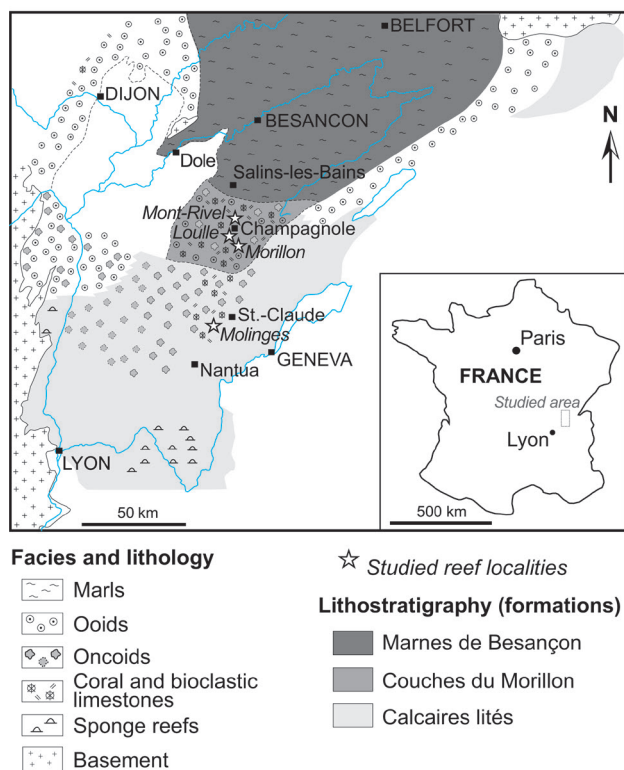 BELFORT
DIJON
BESANCON
N
Dole
Salins-les-Bains
Mont-Rivel
Champagnole
Loulle
Morillon
St.-Claude
Molinges
GENEVA
Nantua
LYON
50 km
Paris
FRANCE
Studied area
Lyon
500 km
Facies and lithology
Marls
Ooids
Oncoids
Coral and bioclastic
limestones
Sponge reefs
Basement
Studied reef localities
Lithostratigraphy (formations)
Marnes de Besançon
Couches du Morillon
Calcaires lités